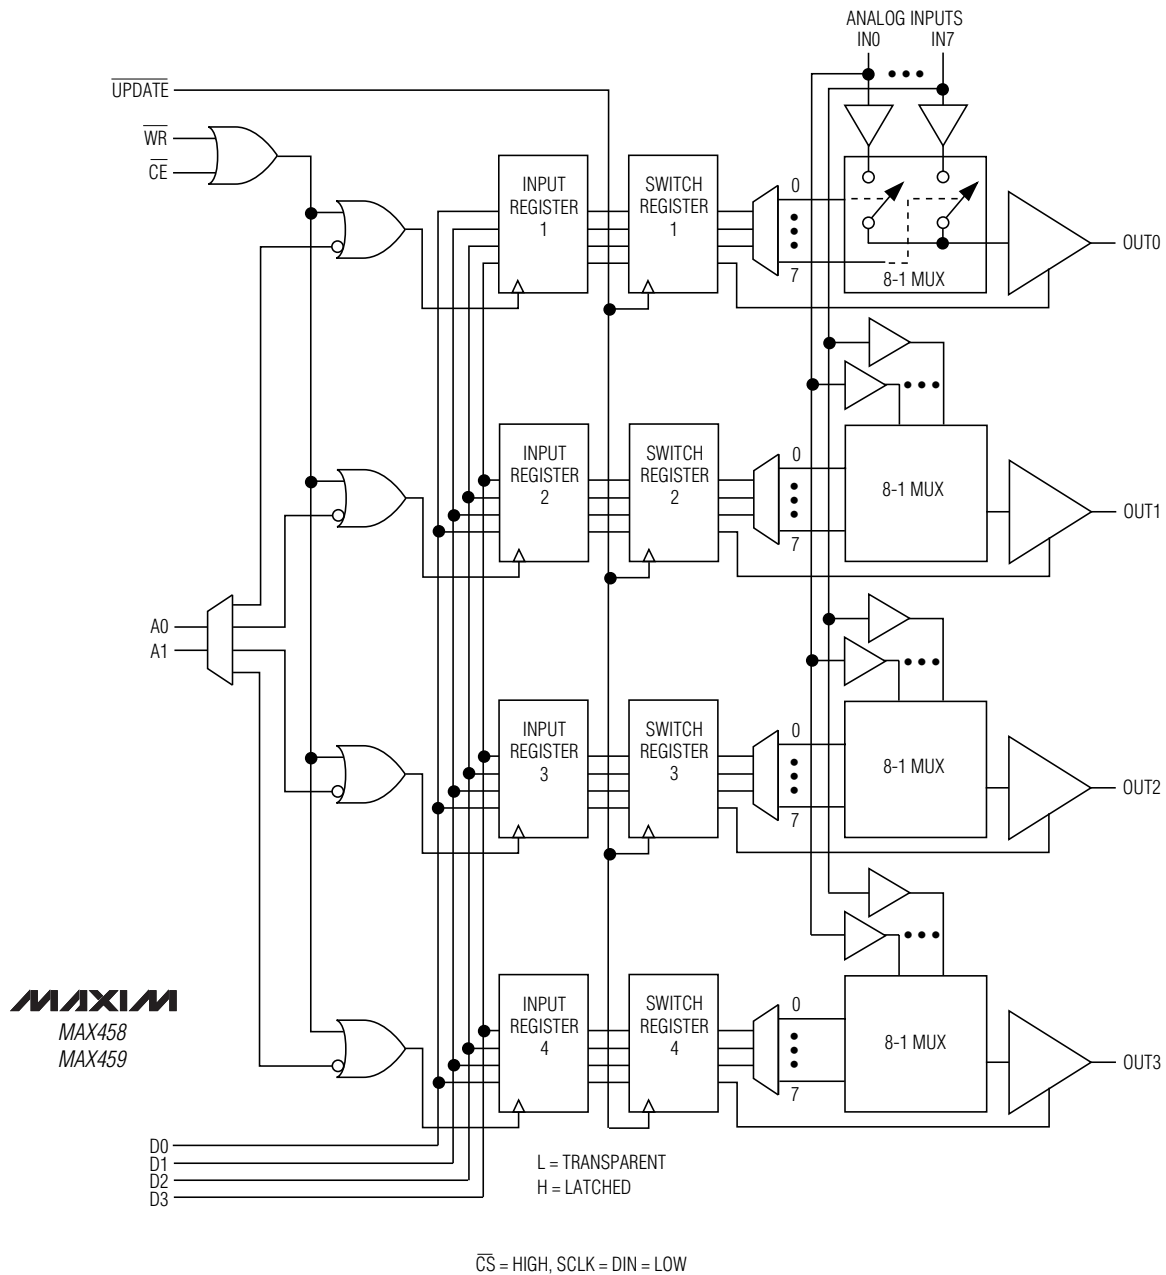 ANALOG INPUTS
IN0 IN7
UPDATE
WR
CE
INPUT REGISTER 1
SWITCH REGISTER 1
0
7
8-1 MUX
OUT0
INPUT REGISTER 2
SWITCH REGISTER 2
0
7
8-1 MUX
OUT1
A0
A1
INPUT REGISTER 3
SWITCH REGISTER 3
0
7
8-1 MUX
OUT2
MAXIM
MAX458
MAX459
INPUT REGISTER 4
SWITCH REGISTER 4
0
7
8-1 MUX
OUT3
D0
D1
D2
D3
L = TRANSPARENT
H = LATCHED
CS = HIGH, SCLK = DIN = LOW